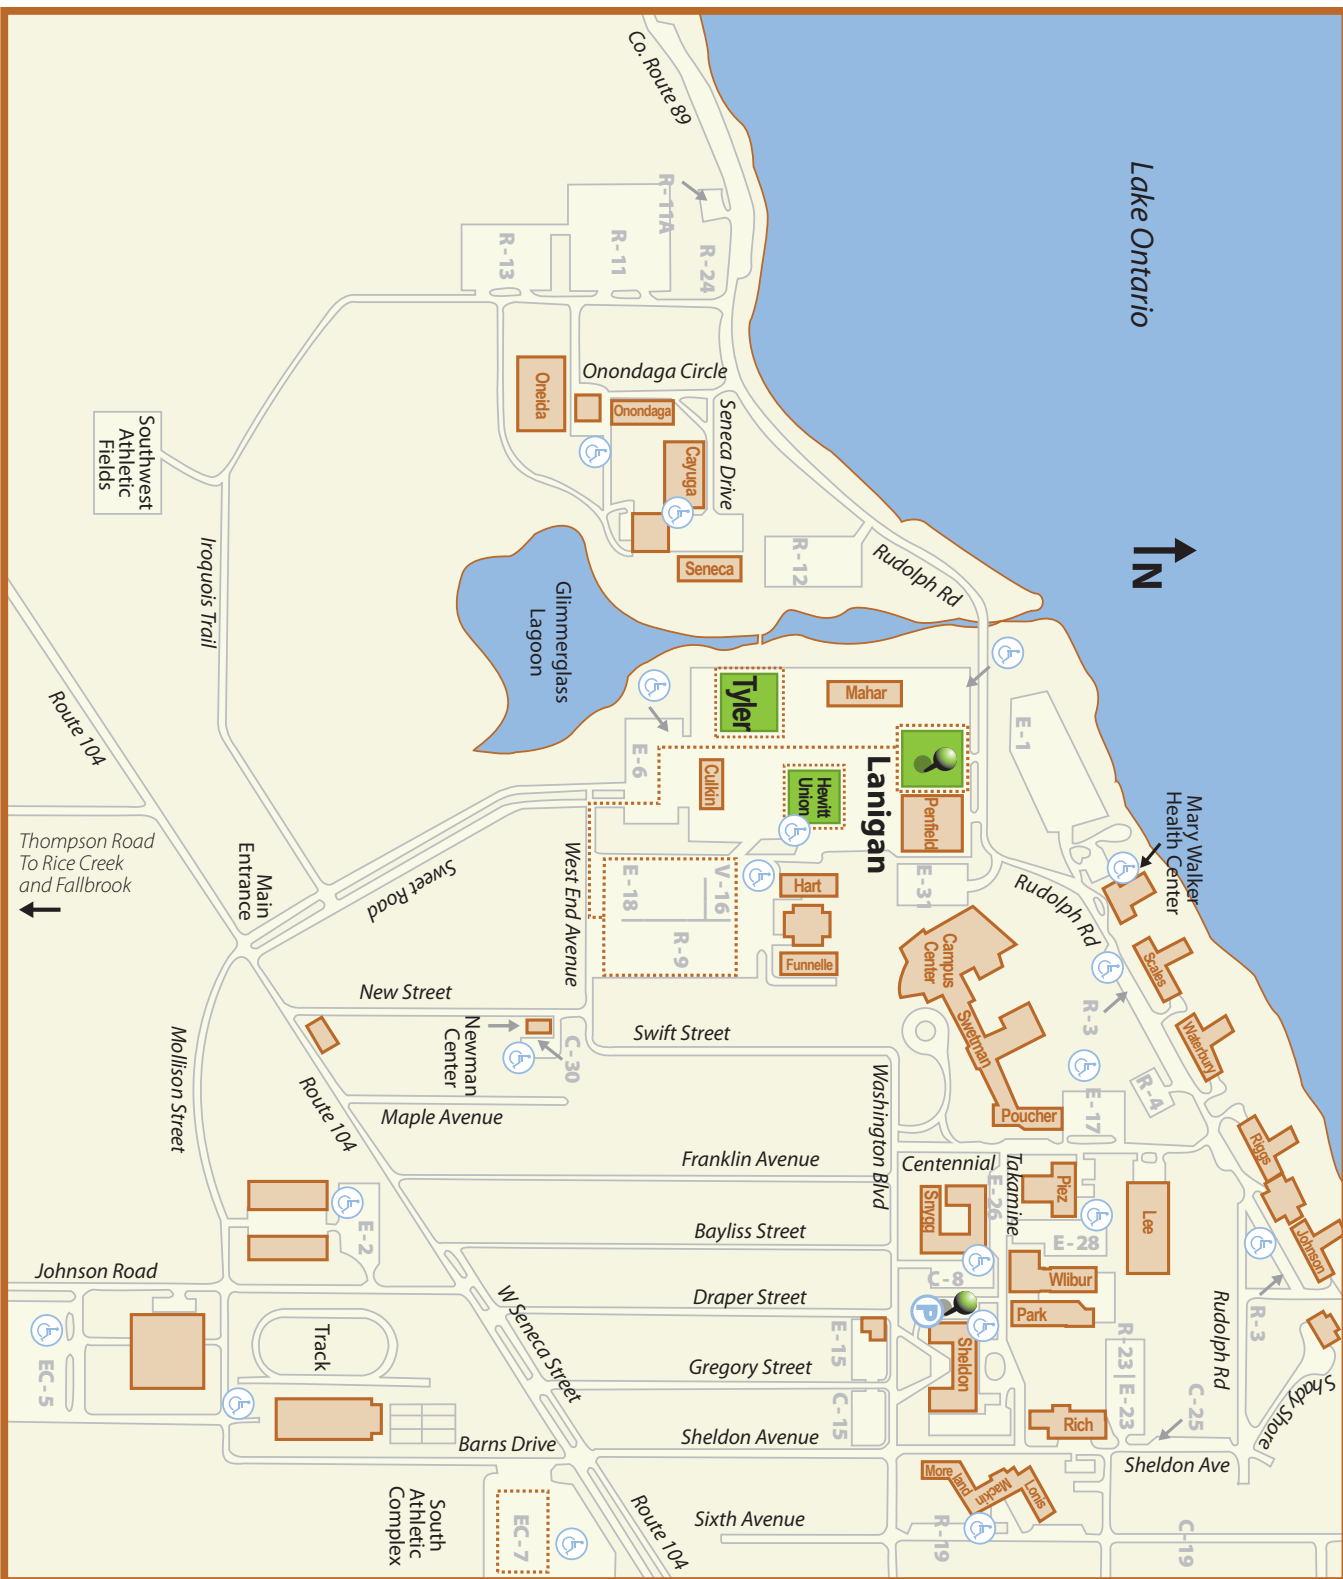 Co. Route 89
Lake Ontario
R-11A
R-24
R-11
R-13
Onondaga Circle
Oneida
Onondaga
Seneca Drive
Cayuga
Southwest
Athletic
Fields
N
R-12
Rudolph Rd
Seneca
Iroquois Trail
Glimmerglass
Lagoon
Route 104
Tyler
Mahar
E-1
E-6
Culkin
Hewitt
Union
Lanigan
Penfield
Mary Walker
Health Center
Thompson Road
To Rice Creek
and Fallbrook
Main
Entrance
Sweet Road
West End Avenue
E-18
V-16
R-9
Hart
Funnelle
E-31
Rudolph Rd
Campus
Center
Swetman
Scales
R-3
Waterbury
New Street
Newman
Center
C-30
Swift Street
Washington Blvd
Poucher
E-17
R-4
Mollison Street
Route 104
Maple Avenue
Franklin Avenue
Centennial
Takamine
Riggs
Piez
Lee
Snygg
E-26
E-28
Johnson
E-2
Bayliss Street
Johnson Road
C-8
Wilbur
W Seneca Street
Draper Street
P
Park
Rudolph Rd
R-3
Track
E-15
Gregory Street
Sheldon
R-23|E-23
EC-5
C-15
Rich
C-25
Shady Shore
Barns Drive
Sheldon Avenue
Sheldon Ave
More
land
Mackin
Lonis
South
Athletic
Complex
EC-7
Route 104
Sixth Avenue
R-19
C-19